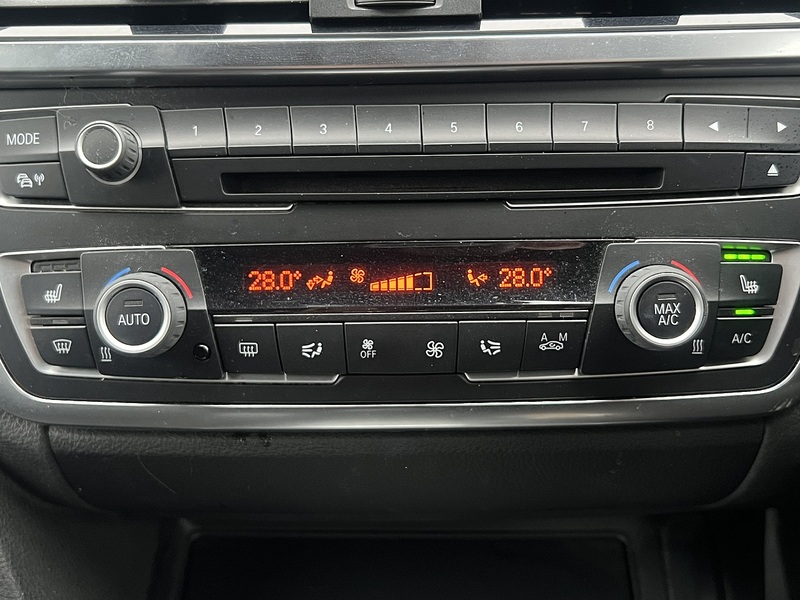 MODE 1 2 3 4 5 6 7 8
28.0° 28.0°
AUTO MAX A/C
OFF A M A/C